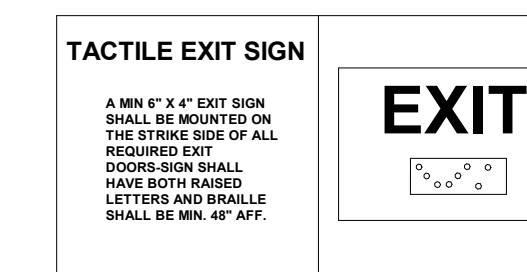 TACTILE EXIT SIGN
A MIN 6" X 4" EXIT SIGN
SHALL BE MOUNTED ON
THE STRIKE SIDE OF ALL
REQUIRED EXIT
DOORS-SIGN SHALL
HAVE BOTH RAISED
LETTERS AND BRAILLE
SHALL BE MIN. 48" AFF.
EXIT